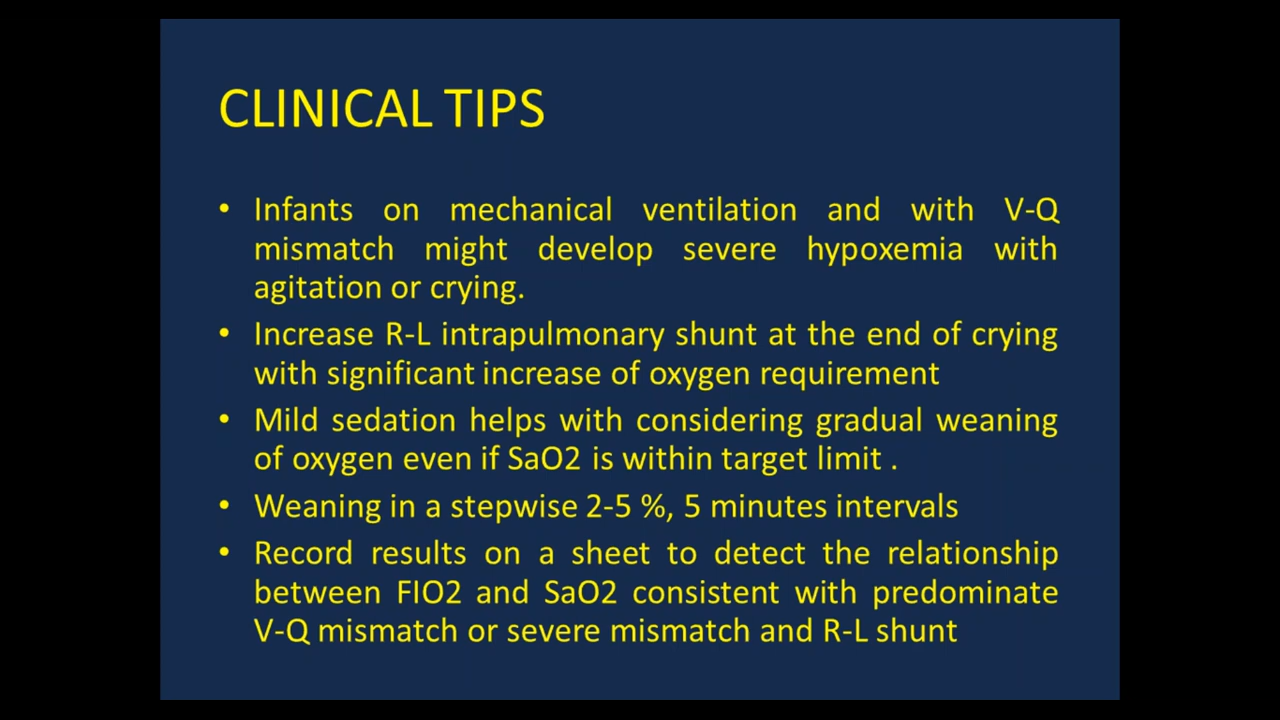 CLINICAL TIPS
• Infants on mechanical ventilation and with V-Q
mismatch might develop severe hypoxemia with
agitation or crying.
• Increase R-L intrapulmonary shunt at the end of crying
with significant increase of oxygen requirement
• Mild sedation helps with considering gradual weaning
of oxygen even if SaO2 is within target limit .
• Weaning in a stepwise 2-5 %, 5 minutes intervals
• Record results on a sheet to detect the relationship
between FIO2 and SaO2 consistent with predominate
V-Q mismatch or severe mismatch and R-L shunt